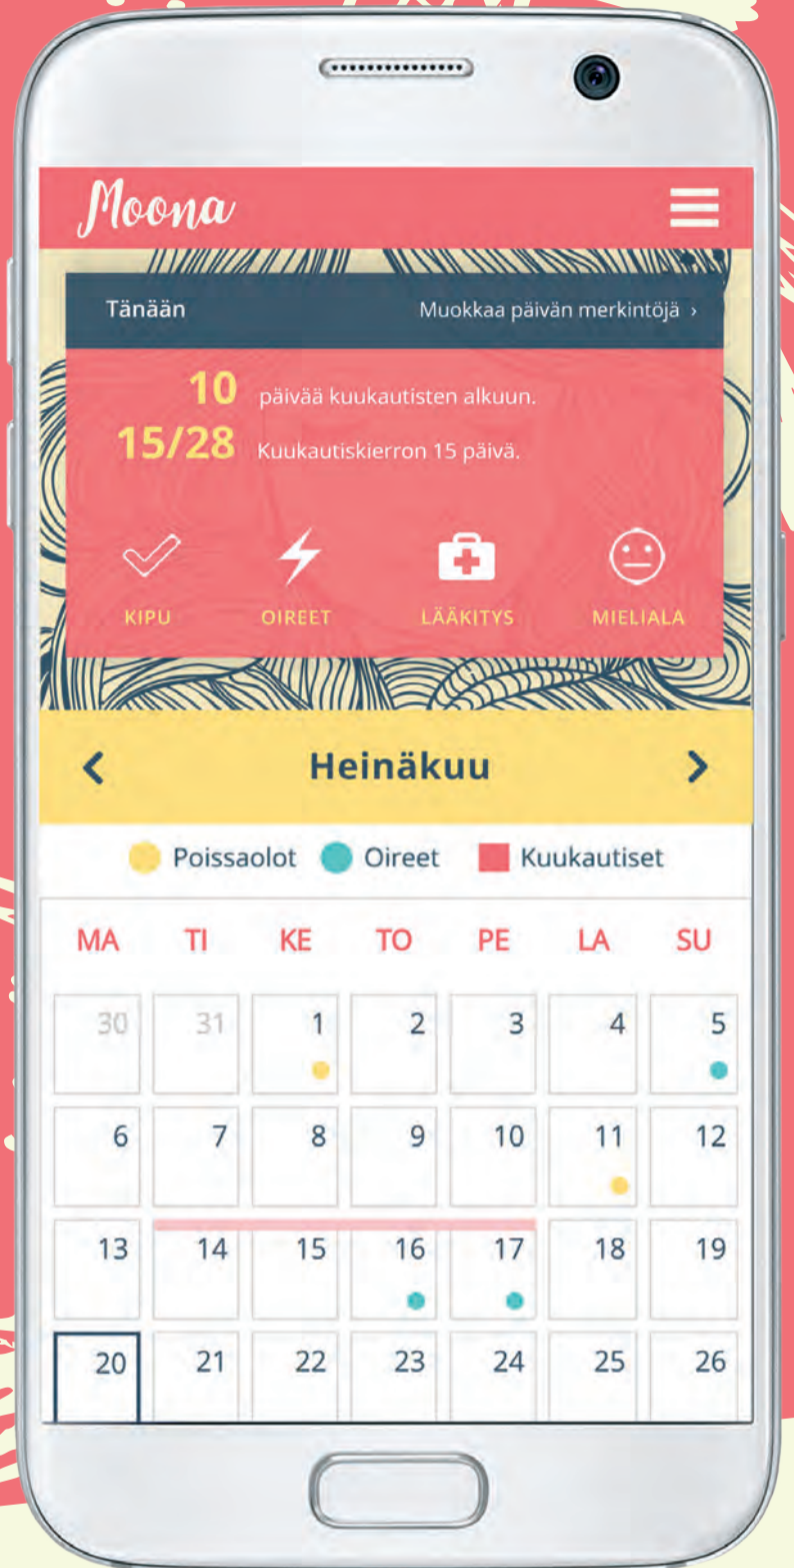 Moona
Tänään Muokkaa päivän merkintöjä ›
10 päivää kuukautisten alkuun.
15/28 Kuukautiskierron 15 päivä.
KIPU OIREET LÄÄKITYS MIELIALA
Heinäkuu
Poissaolot Oireet Kuukautiset
MA TI KE TO PE LA SU
30 31 1 2 3 4 5
6 7 8 9 10 11 12
13 14 15 16 17 18 19
20 21 22 23 24 25 26